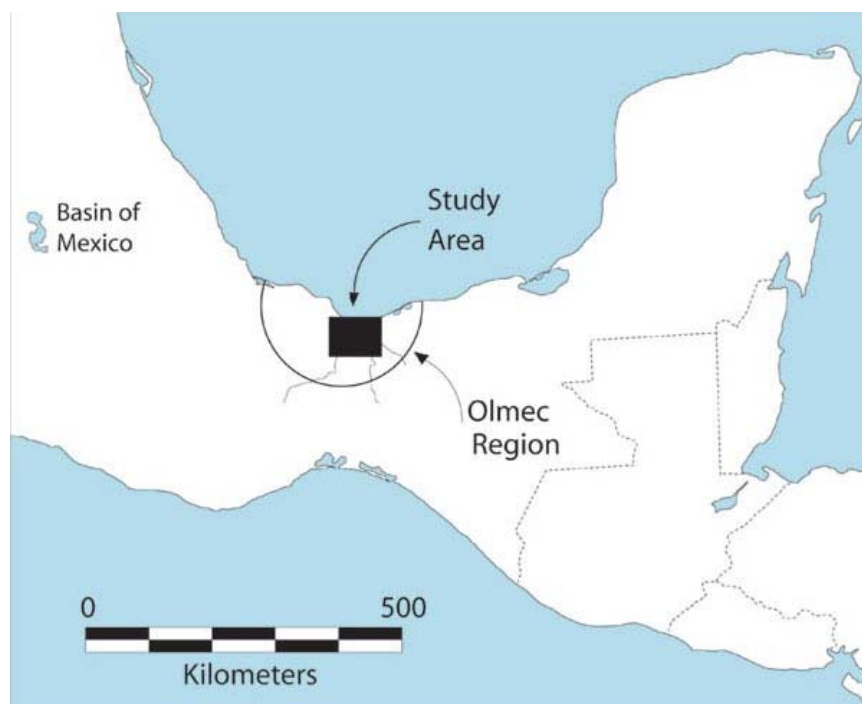 Basin of
Mexico
Study
Area
Olmec
Region
0 500
Kilometers